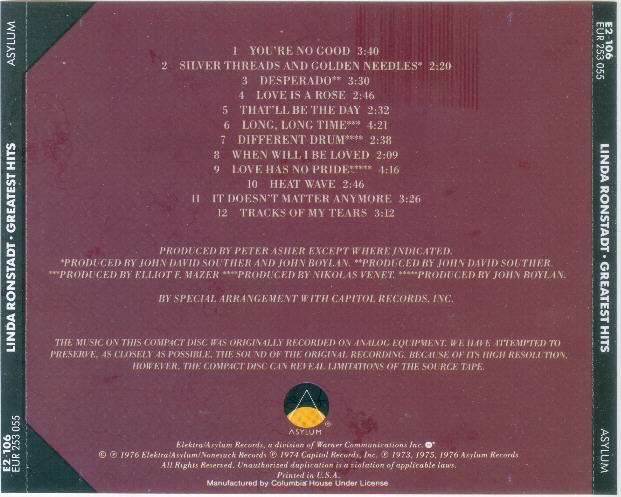 ASYLUM
LINDA RONSTADT • GREATEST HITS
E2-106
EUR 253 055
1 YOU'RE NO GOOD 3:40
2 SILVER THREADS AND GOLDEN NEEDLES* 2:20
3 DESPERADO** 3:30
4 LOVE IS A ROSE 2:46
5 THAT'LL BE THE DAY 2:32
6 LONG, LONG TIME*** 4:21
7 DIFFERENT DRUM**** 2:38
8 WHEN WILL I BE LOVED 2:09
9 LOVE HAS NO PRIDE***** 4:16
10 HEAT WAVE 2:46
11 IT DOESN'T MATTER ANYMORE 3:26
12 TRACKS OF MY TEARS 3:12
PRODUCED BY PETER ASHER EXCEPT WHERE INDICATED.
*PRODUCED BY JOHN DAVID SOUTHER AND JOHN BOYLAN. **PRODUCED BY JOHN DAVID SOUTHER.
***PRODUCED BY ELLIOT F. MAZER ****PRODUCED BY NIKOLAS VENET. *****PRODUCED BY JOHN BOYLAN.
BY SPECIAL ARRANGEMENT WITH CAPITOL RECORDS, INC.
THE MUSIC ON THIS COMPACT DISC WAS ORIGINALLY RECORDED ON ANALOG EQUIPMENT. WE HAVE ATTEMPTED TO
PRESERVE, AS CLOSELY AS POSSIBLE, THE SOUND OF THE ORIGINAL RECORDING. BECAUSE OF ITS HIGH RESOLUTION,
HOWEVER, THE COMPACT DISC CAN REVEAL LIMITATIONS OF THE SOURCE TAPE.
ASYLUM ®
Elektra/Asylum Records, a division of Warner Communications Inc.
© ℗ 1976 Elektra/Asylum/Nonesuch Records ℗ 1974 Capitol Records, Inc. ℗ 1973, 1975, 1976 Asylum Records
All Rights Reserved. Unauthorized duplication is a violation of applicable laws.
Printed in U.S.A.
Manufactured by Columbia House Under License
E2-106
EUR 253 055
LINDA RONSTADT • GREATEST HITS
ASYLUM